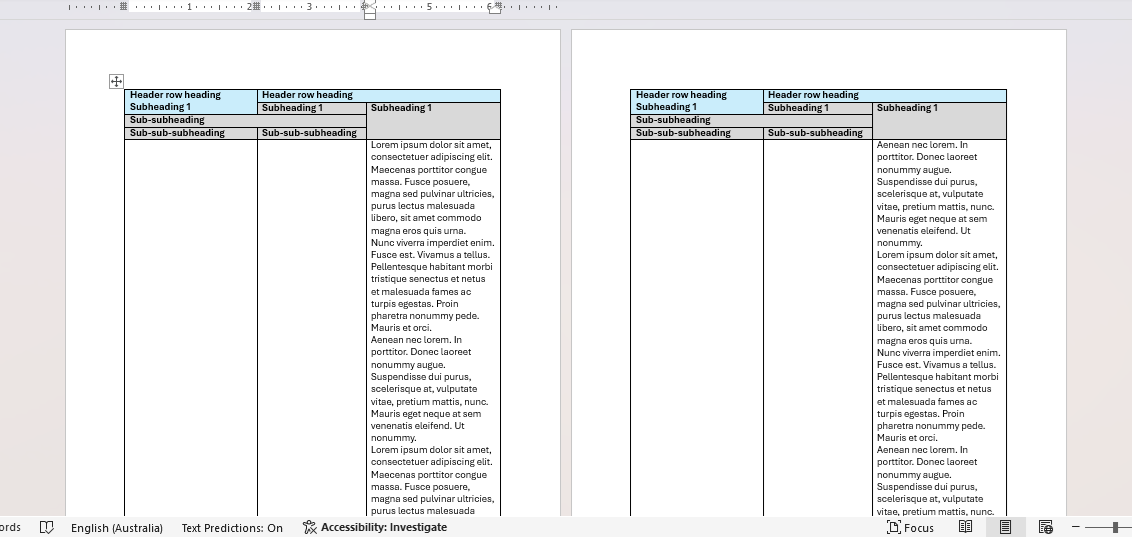 1 2 3 5 6
Header row heading Header row heading
Subheading 1 Subheading 1 Subheading 1
Sub-subheading
Sub-sub-subheading Sub-sub-subheading
Lorem ipsum dolor sit amet,
consectetuer adipiscing elit.
Maecenas porttitor congue
massa. Fusce posuere,
magna sed pulvinar ultricies,
purus lectus malesuada
libero, sit amet commodo
magna eros quis urna.
Nunc viverra imperdiet enim.
Fusce est. Vivamus a tellus.
Pellentesque habitant morbi
tristique senectus et netus
et malesuada fames ac
turpis egestas. Proin
pharetra nonummy pede.
Mauris et orci.
Aenean nec lorem. In
porttitor. Donec laoreet
nonummy augue.
Suspendisse dui purus,
scelerisque at, vulputate
vitae, pretium mattis, nunc.
Mauris eget neque at sem
venenatis eleifend. Ut
nonummy.
Lorem ipsum dolor sit amet,
consectetuer adipiscing elit.
Maecenas porttitor congue
massa. Fusce posuere,
magna sed pulvinar ultricies,
purus lectus malesuada
Header row heading Header row heading
Subheading 1 Subheading 1 Subheading 1
Sub-subheading
Sub-sub-subheading Sub-sub-subheading
Aenean nec lorem. In
porttitor. Donec laoreet
nonummy augue.
Suspendisse dui purus,
scelerisque at, vulputate
vitae, pretium mattis, nunc.
Mauris eget neque at sem
venenatis eleifend. Ut
nonummy.
Lorem ipsum dolor sit amet,
consectetuer adipiscing elit.
Maecenas porttitor congue
massa. Fusce posuere,
magna sed pulvinar ultricies,
purus lectus malesuada
libero, sit amet commodo
magna eros quis urna.
Nunc viverra imperdiet enim.
Fusce est. Vivamus a tellus.
Pellentesque habitant morbi
tristique senectus et netus
et malesuada fames ac
turpis egestas. Proin
pharetra nonummy pede.
Mauris et orci.
Aenean nec lorem. In
porttitor. Donec laoreet
nonummy augue.
Suspendisse dui purus,
scelerisque at, vulputate
vitae, pretium mattis, nunc.
ords English (Australia) Text Predictions: On Accessibility: Investigate Focus